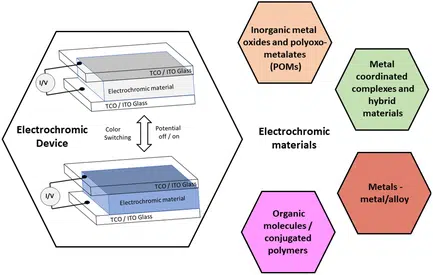 TCO / ITO Glass
I/V
Electrochromic material
TCO / ITO Glass
Electrochromic
Device
Color
Switching
Potential
off / on
TCO / ITO Glass
I/V
Electrochromic material
TCO / ITO Glass
Electrochromic
materials
Inorganic metal
oxides and polyoxo-
metalates
(POMs)
Metal
coordinated
complexes and
hybrid
materials
Metals -
metal/alloy
Organic
molecules /
conjugated
polymers